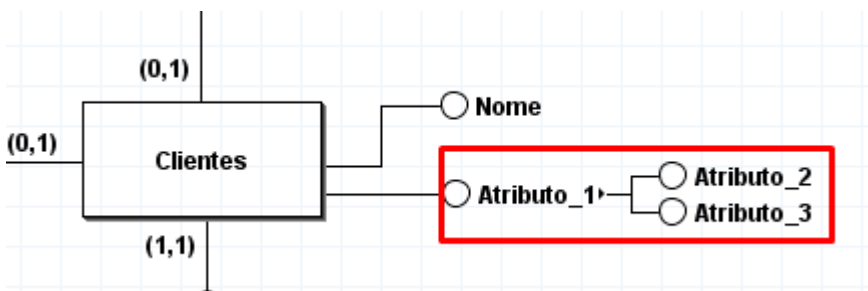 (0,1)
Nome
(0,1)
Clientes
Atributo_1
Atributo_2
Atributo_3
(1,1)